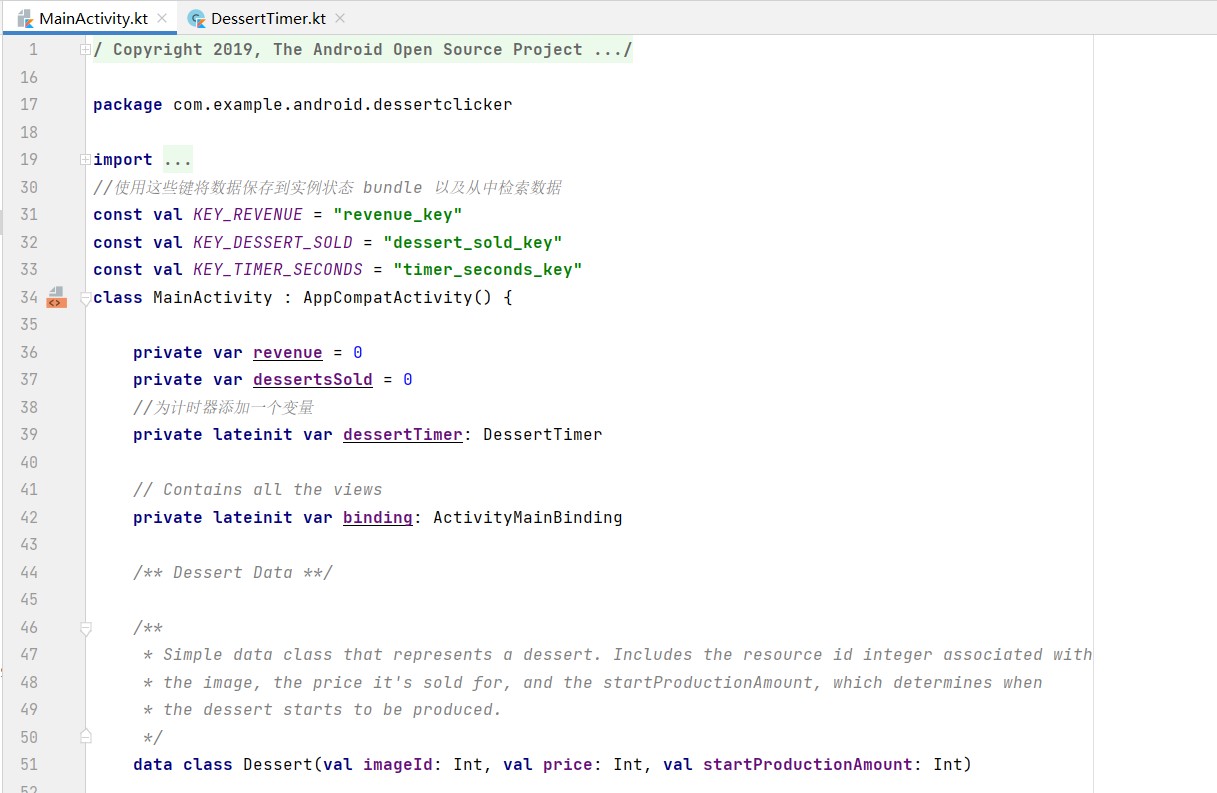 MainActivity.kt DessertTimer.kt
1 / Copyright 2019, The Android Open Source Project .../
16
17 package com.example.android.dessertclicker
18
19 import ...
30 //使用这些键将数据保存到实例状态 bundle 以及从中检索数据
31 const val KEY_REVENUE = "revenue_key"
32 const val KEY_DESSERT_SOLD = "dessert_sold_key"
33 const val KEY_TIMER_SECONDS = "timer_seconds_key"
34 class MainActivity : AppCompatActivity() {
35
36 private var revenue = 0
37 private var dessertsSold = 0
38 //为计时器添加一个变量
39 private lateinit var dessertTimer: DessertTimer
40
41 // Contains all the views
42 private lateinit var binding: ActivityMainBinding
43
44 /** Dessert Data **/
45
46 /**
47 * Simple data class that represents a dessert. Includes the resource id integer associated with
48 * the image, the price it's sold for, and the startProductionAmount, which determines when
49 * the dessert starts to be produced.
50 */
51 data class Dessert(val imageId: Int, val price: Int, val startProductionAmount: Int)
52